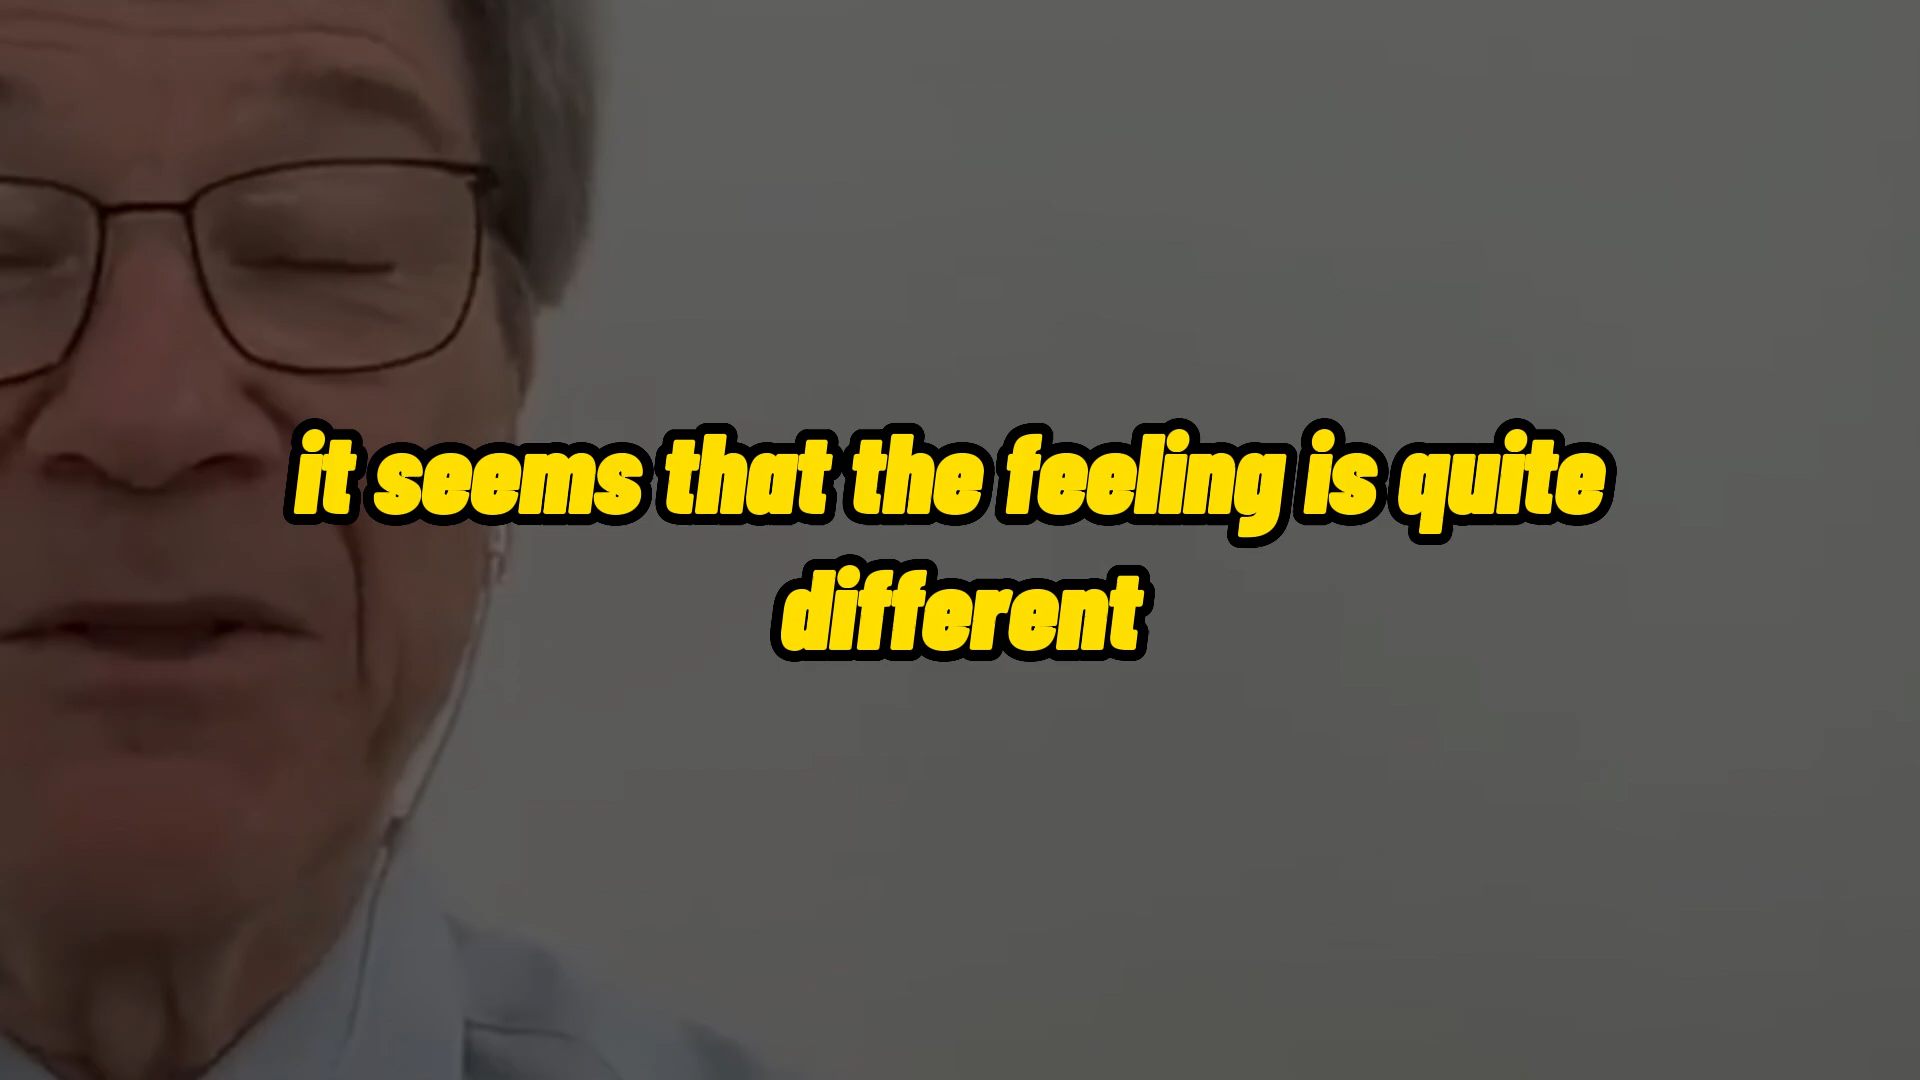 it seems that the feeling is quite
different